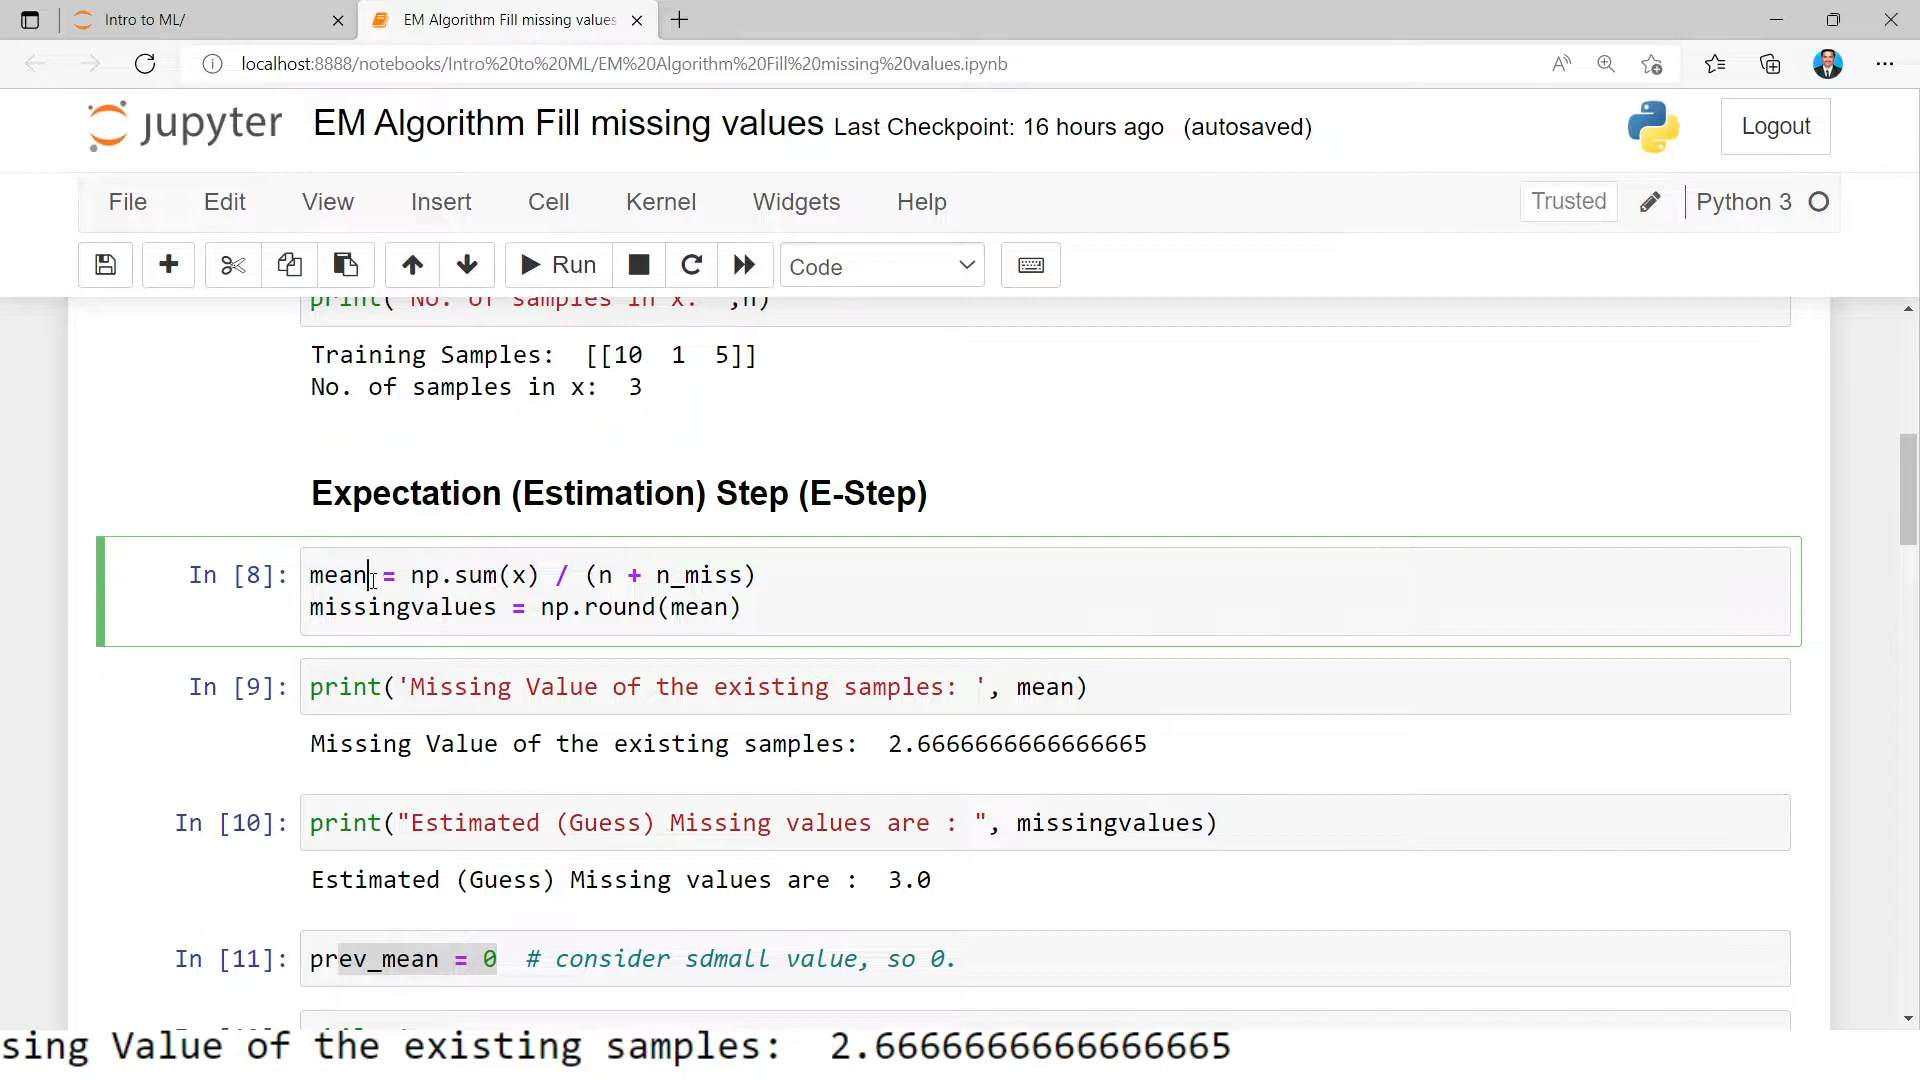 Intro to ML/
EM Algorithm Fill missing values
localhost:8888/notebooks/Intro%20to%20ML/EM%20Algorithm%20Fill%20missing%20values.ipynb
jupyter EM Algorithm Fill missing values Last Checkpoint: 16 hours ago (autosaved)
Logout
File Edit View Insert Cell Kernel Widgets Help
Trusted
Python 3
Run
Code
print("No. of samples in x: ",n)
Training Samples:  [[10  1  5]]
No. of samples in x:  3
Expectation (Estimation) Step (E-Step)
In [8]: mean = np.sum(x) / (n + n_miss)
missingvalues = np.round(mean)
In [9]: print('Missing Value of the existing samples: ', mean)
Missing Value of the existing samples:  2.6666666666666665
In [10]: print("Estimated (Guess) Missing values are : ", missingvalues)
Estimated (Guess) Missing values are :  3.0
In [11]: prev_mean = 0  # consider sdmall value, so 0.
sing Value of the existing samples:  2.6666666666666665